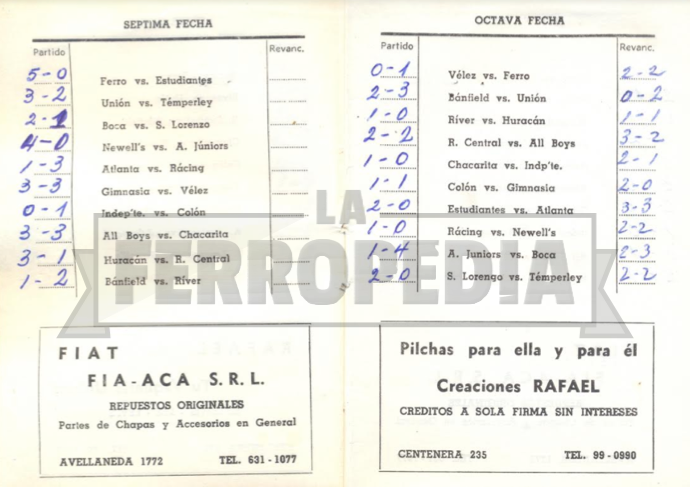 SEPTIMA FECHA
Partido Revanc.
5-0 Ferro vs. Estudiantes
3-2 Unión vs. Témperley
2-1 Boca vs. S. Lorenzo
4-0 Newell's vs. A. Júniors
1-3 Atlanta vs. Rácing
3-3 Gimnasia vs. Vélez
0-1 Indep'te. vs. Colón
3-3 All Boys vs. Chacarita
3-1 Huracán vs. R. Central
1-2 Bánfield vs. Ríver
FIAT
FIA-ACA S.R.L.
REPUESTOS ORIGINALES
Partes de Chapas y Accesorios en General
AVELLANEDA 1772 TEL. 631-1077
OCTAVA FECHA
Partido Revanc.
0-1 Vélez vs. Ferro 2-2
2-3 Bánfield vs. Unión 0-2
1-0 Ríver vs. Huracán 1-1
2-2 R. Central vs. All Boys 3-2
1-0 Chacarita vs. Indp'te. 2-1
1-1 Colón vs. Gimnasia 2-0
2-0 Estudiantes vs. Atlanta 3-3
1-0 Rácing vs. Newell's 2-2
1-4 A. Juniors vs. Boca 2-3
2-0 S. Lorengo vs. Témperley 2-2
Pilchas para ella y para él
Creaciones RAFAEL
CREDITOS A SOLA FIRMA SIN INTERESES
CENTENERA 235 TEL. 99-0990
LA
FERROPEDIA